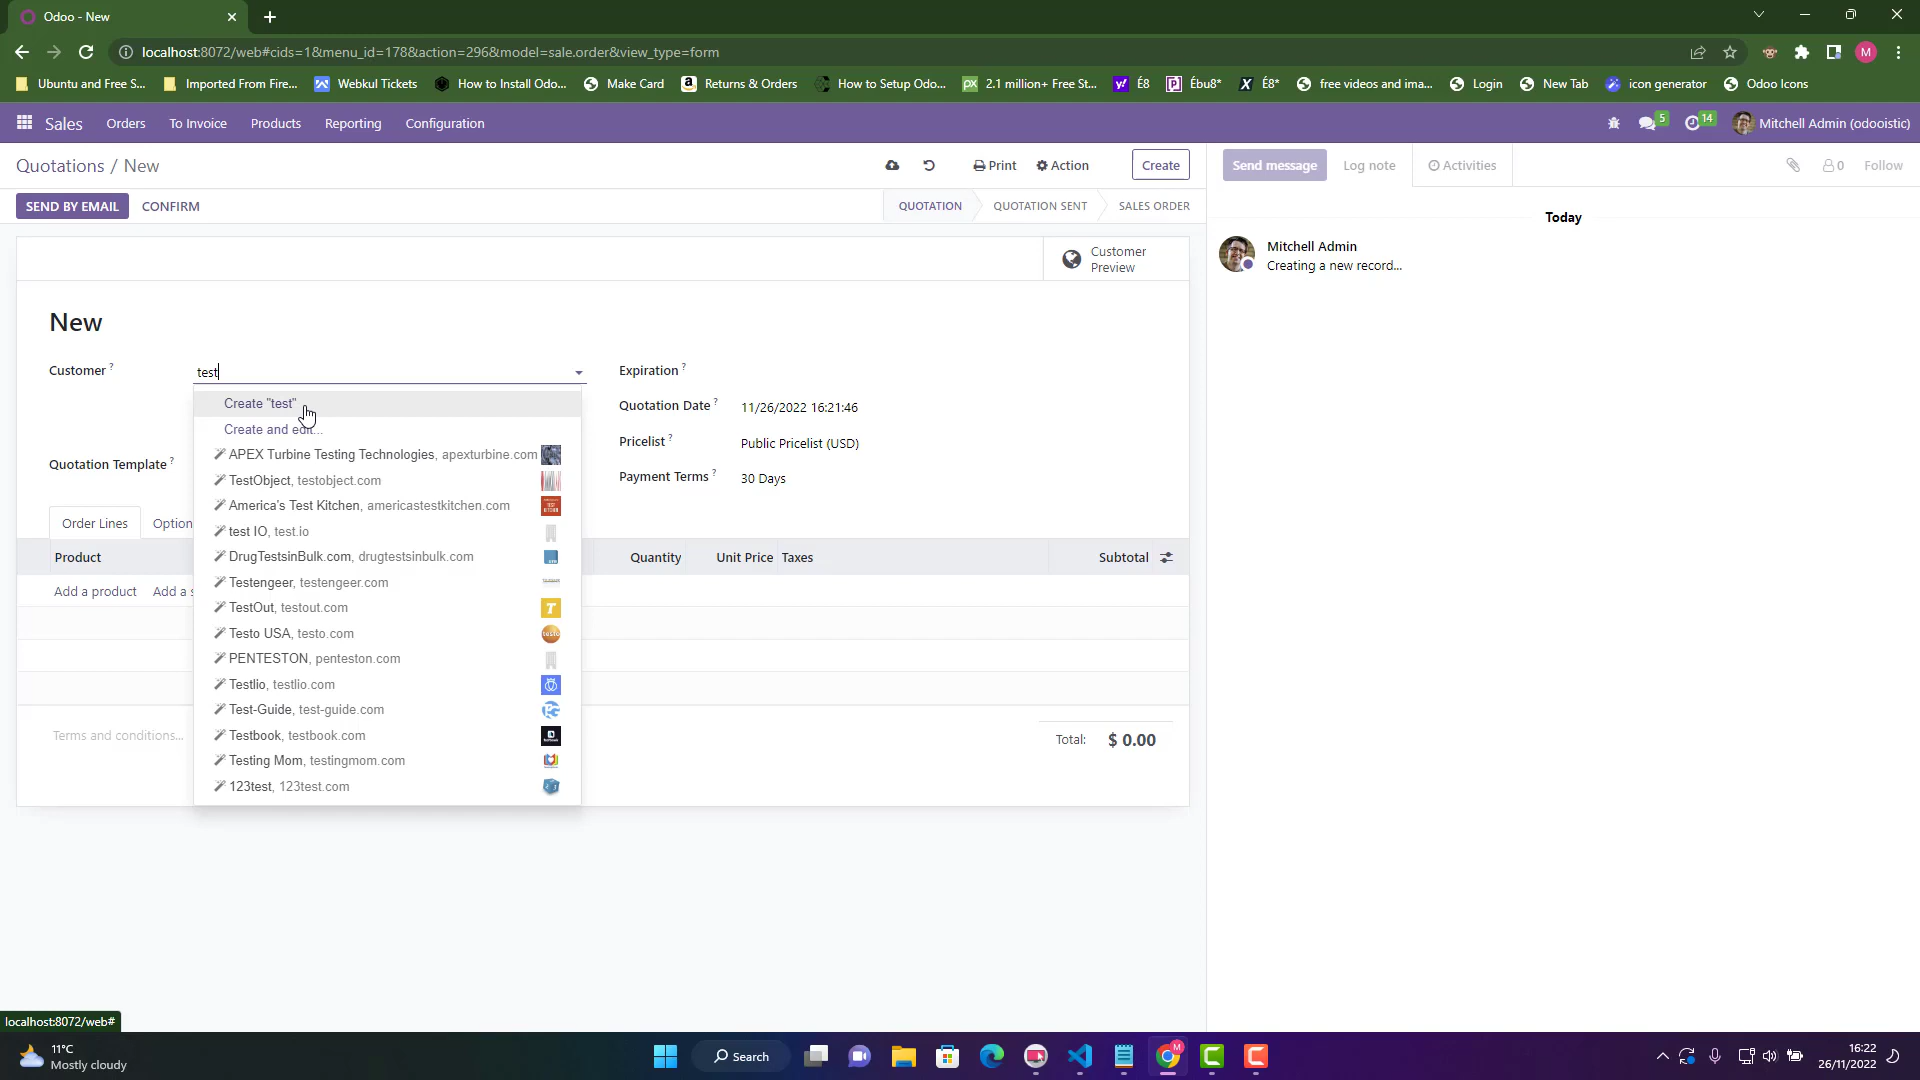 Odoo - New
localhost:8072/web#cids=1&menu_id=178&action=296&model=sale.order&view_type=form
M
Ubuntu and Free S...
Imported From Fire...
Webkul Tickets
How to Install Odo...
Make Card
Returns & Orders
How to Setup Odo...
2.1 million+ Free St...
É8
Ébu8*
É8*
free videos and ima...
Login
New Tab
icon generator
Odoo Icons
Sales
Orders
To Invoice
Products
Reporting
Configuration
5
14
Mitchell Admin (odooistic)
Quotations / New
Print
Action
Create
Send message
Log note
Activities
0
Follow
SEND BY EMAIL
CONFIRM
QUOTATION
QUOTATION SENT
SALES ORDER
Today
Customer Preview
Mitchell Admin
Creating a new record...
New
Customer ?
test
Expiration ?
Create "test"
Quotation Date ?
11/26/2022 16:21:46
Create and edit...
Pricelist ?
Public Pricelist (USD)
APEX Turbine Testing Technologies, apexturbine.com
Quotation Template ?
Payment Terms ?
30 Days
TestObject, testobject.com
America's Test Kitchen, americastestkitchen.com
Order Lines
Option
test IO, test.io
Product
DrugTestsinBulk.com, drugtestsinbulk.com
Quantity
Unit Price
Taxes
Subtotal
Testengeer, testengeer.com
Add a product
Add a s
TestOut, testout.com
Testo USA, testo.com
PENTESTON, penteston.com
Testlio, testlio.com
Test-Guide, test-guide.com
Terms and conditions...
Testbook, testbook.com
Total:
$ 0.00
Testing Mom, testingmom.com
123test, 123test.com
localhost:8072/web#
11°C
Mostly cloudy
Search
M
16:22
26/11/2022